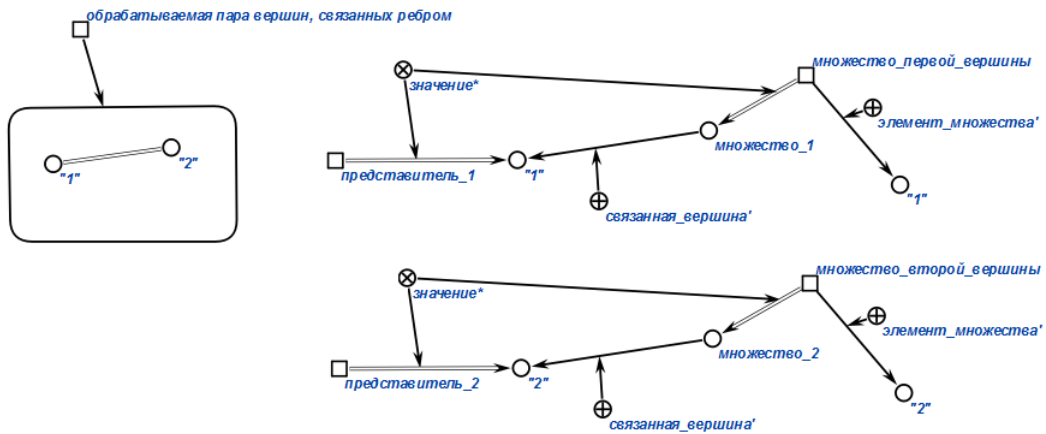 обрабатываемая пара вершин, связанных ребром
"1"
"2"
значение*
множество_первой_вершины
элемент_множества'
множество_1
представитель_1
"1"
"1"
связанная_вершина'
множество_второй_вершины
значение*
элемент_множества'
множество_2
представитель_2
"2"
"2"
связанная_вершина'